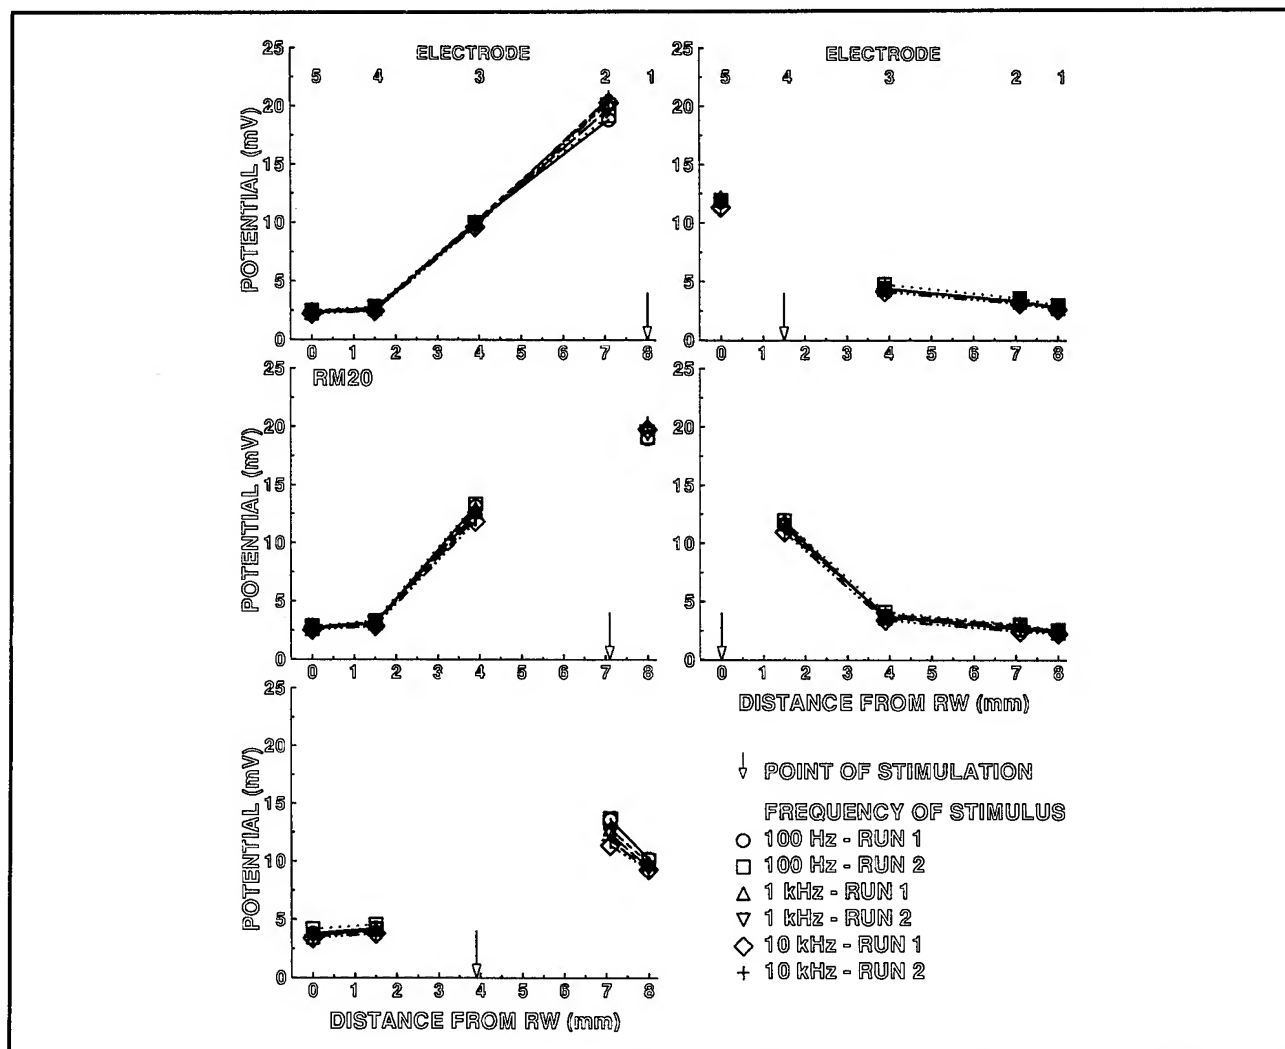 ELECTRODE
5 4 3 2 1
25
20
15
10
5
0
POTENTIAL (mV)
0 1 2 3 4 5 6 7 8
ELECTRODE
5 4 3 2 1
25
20
15
10
5
0
0 1 2 3 4 5 6 7 8
RM20
25
20
15
10
5
0
POTENTIAL (mV)
0 1 2 3 4 5 6 7 8
25
20
15
10
5
0
0 1 2 3 4 5 6 7 8
DISTANCE FROM RW (mm)
25
20
15
10
5
0
POTENTIAL (mV)
0 1 2 3 4 5 6 7 8
DISTANCE FROM RW (mm)
POINT OF STIMULATION
FREQUENCY OF STIMULUS
100 Hz - RUN 1
100 Hz - RUN 2
1 kHz - RUN 1
1 kHz - RUN 2
10 kHz - RUN 1
10 kHz - RUN 2